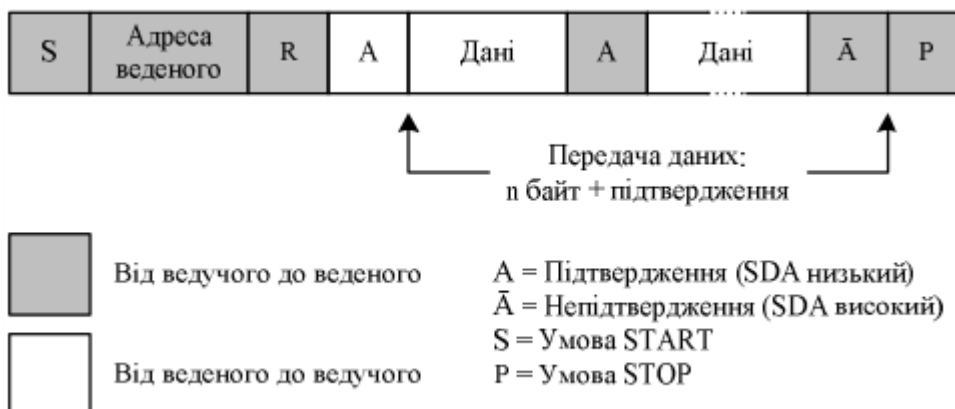 S Адреса веденого R A Дані A Дані Ā P
Передача даних:
n байт + підтвердження
Від ведучого до веденого
A = Підтвердження (SDA низький)
Ā = Непідтвердження (SDA високий)
S = Умова START
P = Умова STOP
Від веденого до ведучого